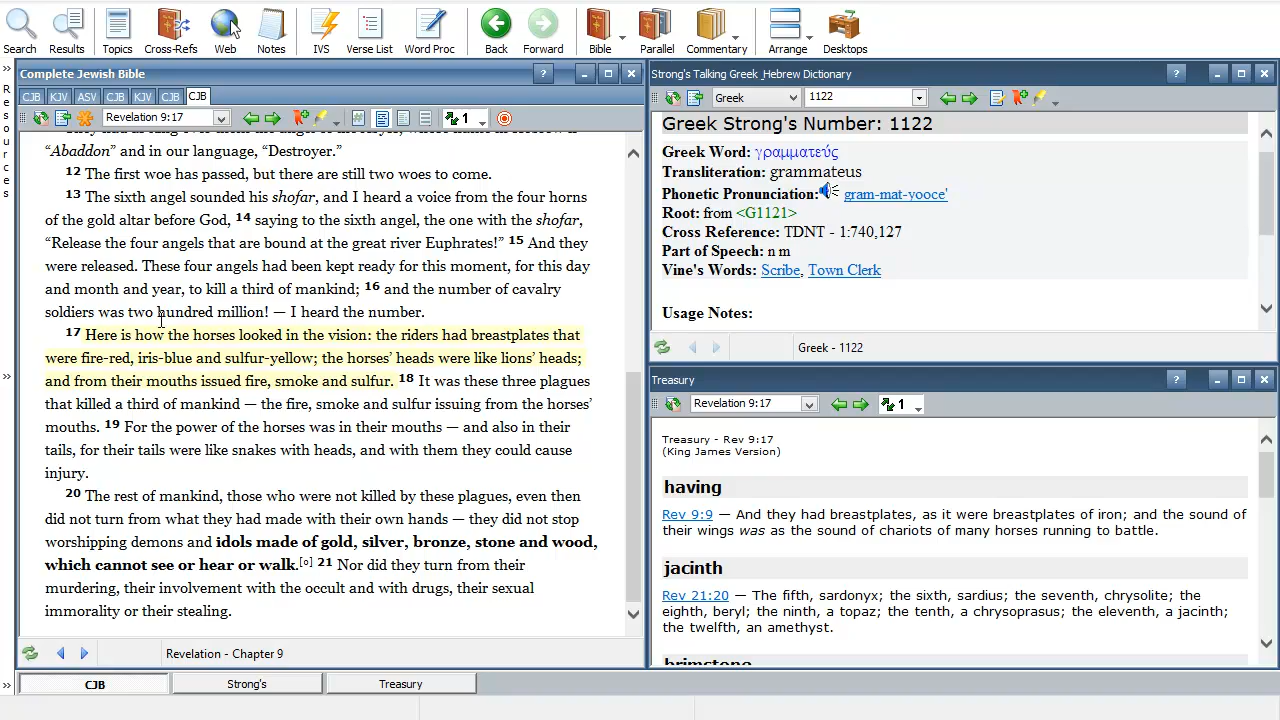 Search Results Topics Cross-Refs Web Notes IVS Verse List Word Proc Back Forward Bible Parallel Commentary Arrange Desktops
»
Resources
»
»
Complete Jewish Bible
CJB KJV ASV CJB KJV CJB CJB
Revelation 9:17
1
“Abaddon” and in our language, “Destroyer.”
12 The first woe has passed, but there are still two woes to come.
13 The sixth angel sounded his shofar, and I heard a voice from the four horns
of the gold altar before God, 14 saying to the sixth angel, the one with the shofar,
“Release the four angels that are bound at the great river Euphrates!” 15 And they
were released. These four angels had been kept ready for this moment, for this day
and month and year, to kill a third of mankind; 16 and the number of cavalry
soldiers was two hundred million! — I heard the number.
17 Here is how the horses looked in the vision: the riders had breastplates that
were fire-red, iris-blue and sulfur-yellow; the horses’ heads were like lions’ heads;
and from their mouths issued fire, smoke and sulfur. 18 It was these three plagues
that killed a third of mankind — the fire, smoke and sulfur issuing from the horses’
mouths. 19 For the power of the horses was in their mouths — and also in their
tails, for their tails were like snakes with heads, and with them they could cause
injury.
20 The rest of mankind, those who were not killed by these plagues, even then
did not turn from what they had made with their own hands — they did not stop
worshipping demons and idols made of gold, silver, bronze, stone and wood,
which cannot see or hear or walk.[o] 21 Nor did they turn from their
murdering, their involvement with the occult and with drugs, their sexual
immorality or their stealing.
Revelation - Chapter 9
CJB Strong's Treasury
Strong's Talking Greek_Hebrew Dictionary
Greek 1122
Greek Strong's Number: 1122
Greek Word: γραμματεύς
Transliteration: grammateus
Phonetic Pronunciation: gram-mat-yooce'
Root: from <G1121>
Cross Reference: TDNT - 1:740,127
Part of Speech: n m
Vine's Words: Scribe, Town Clerk
Usage Notes:
Greek - 1122
Treasury
Revelation 9:17 1
Treasury - Rev 9:17
(King James Version)
having
Rev 9:9 — And they had breastplates, as it were breastplates of iron; and the sound of
their wings was as the sound of chariots of many horses running to battle.
jacinth
Rev 21:20 — The fifth, sardonyx; the sixth, sardius; the seventh, chrysolite; the
eighth, beryl; the ninth, a topaz; the tenth, a chrysoprasus; the eleventh, a jacinth;
the twelfth, an amethyst.
brimstone